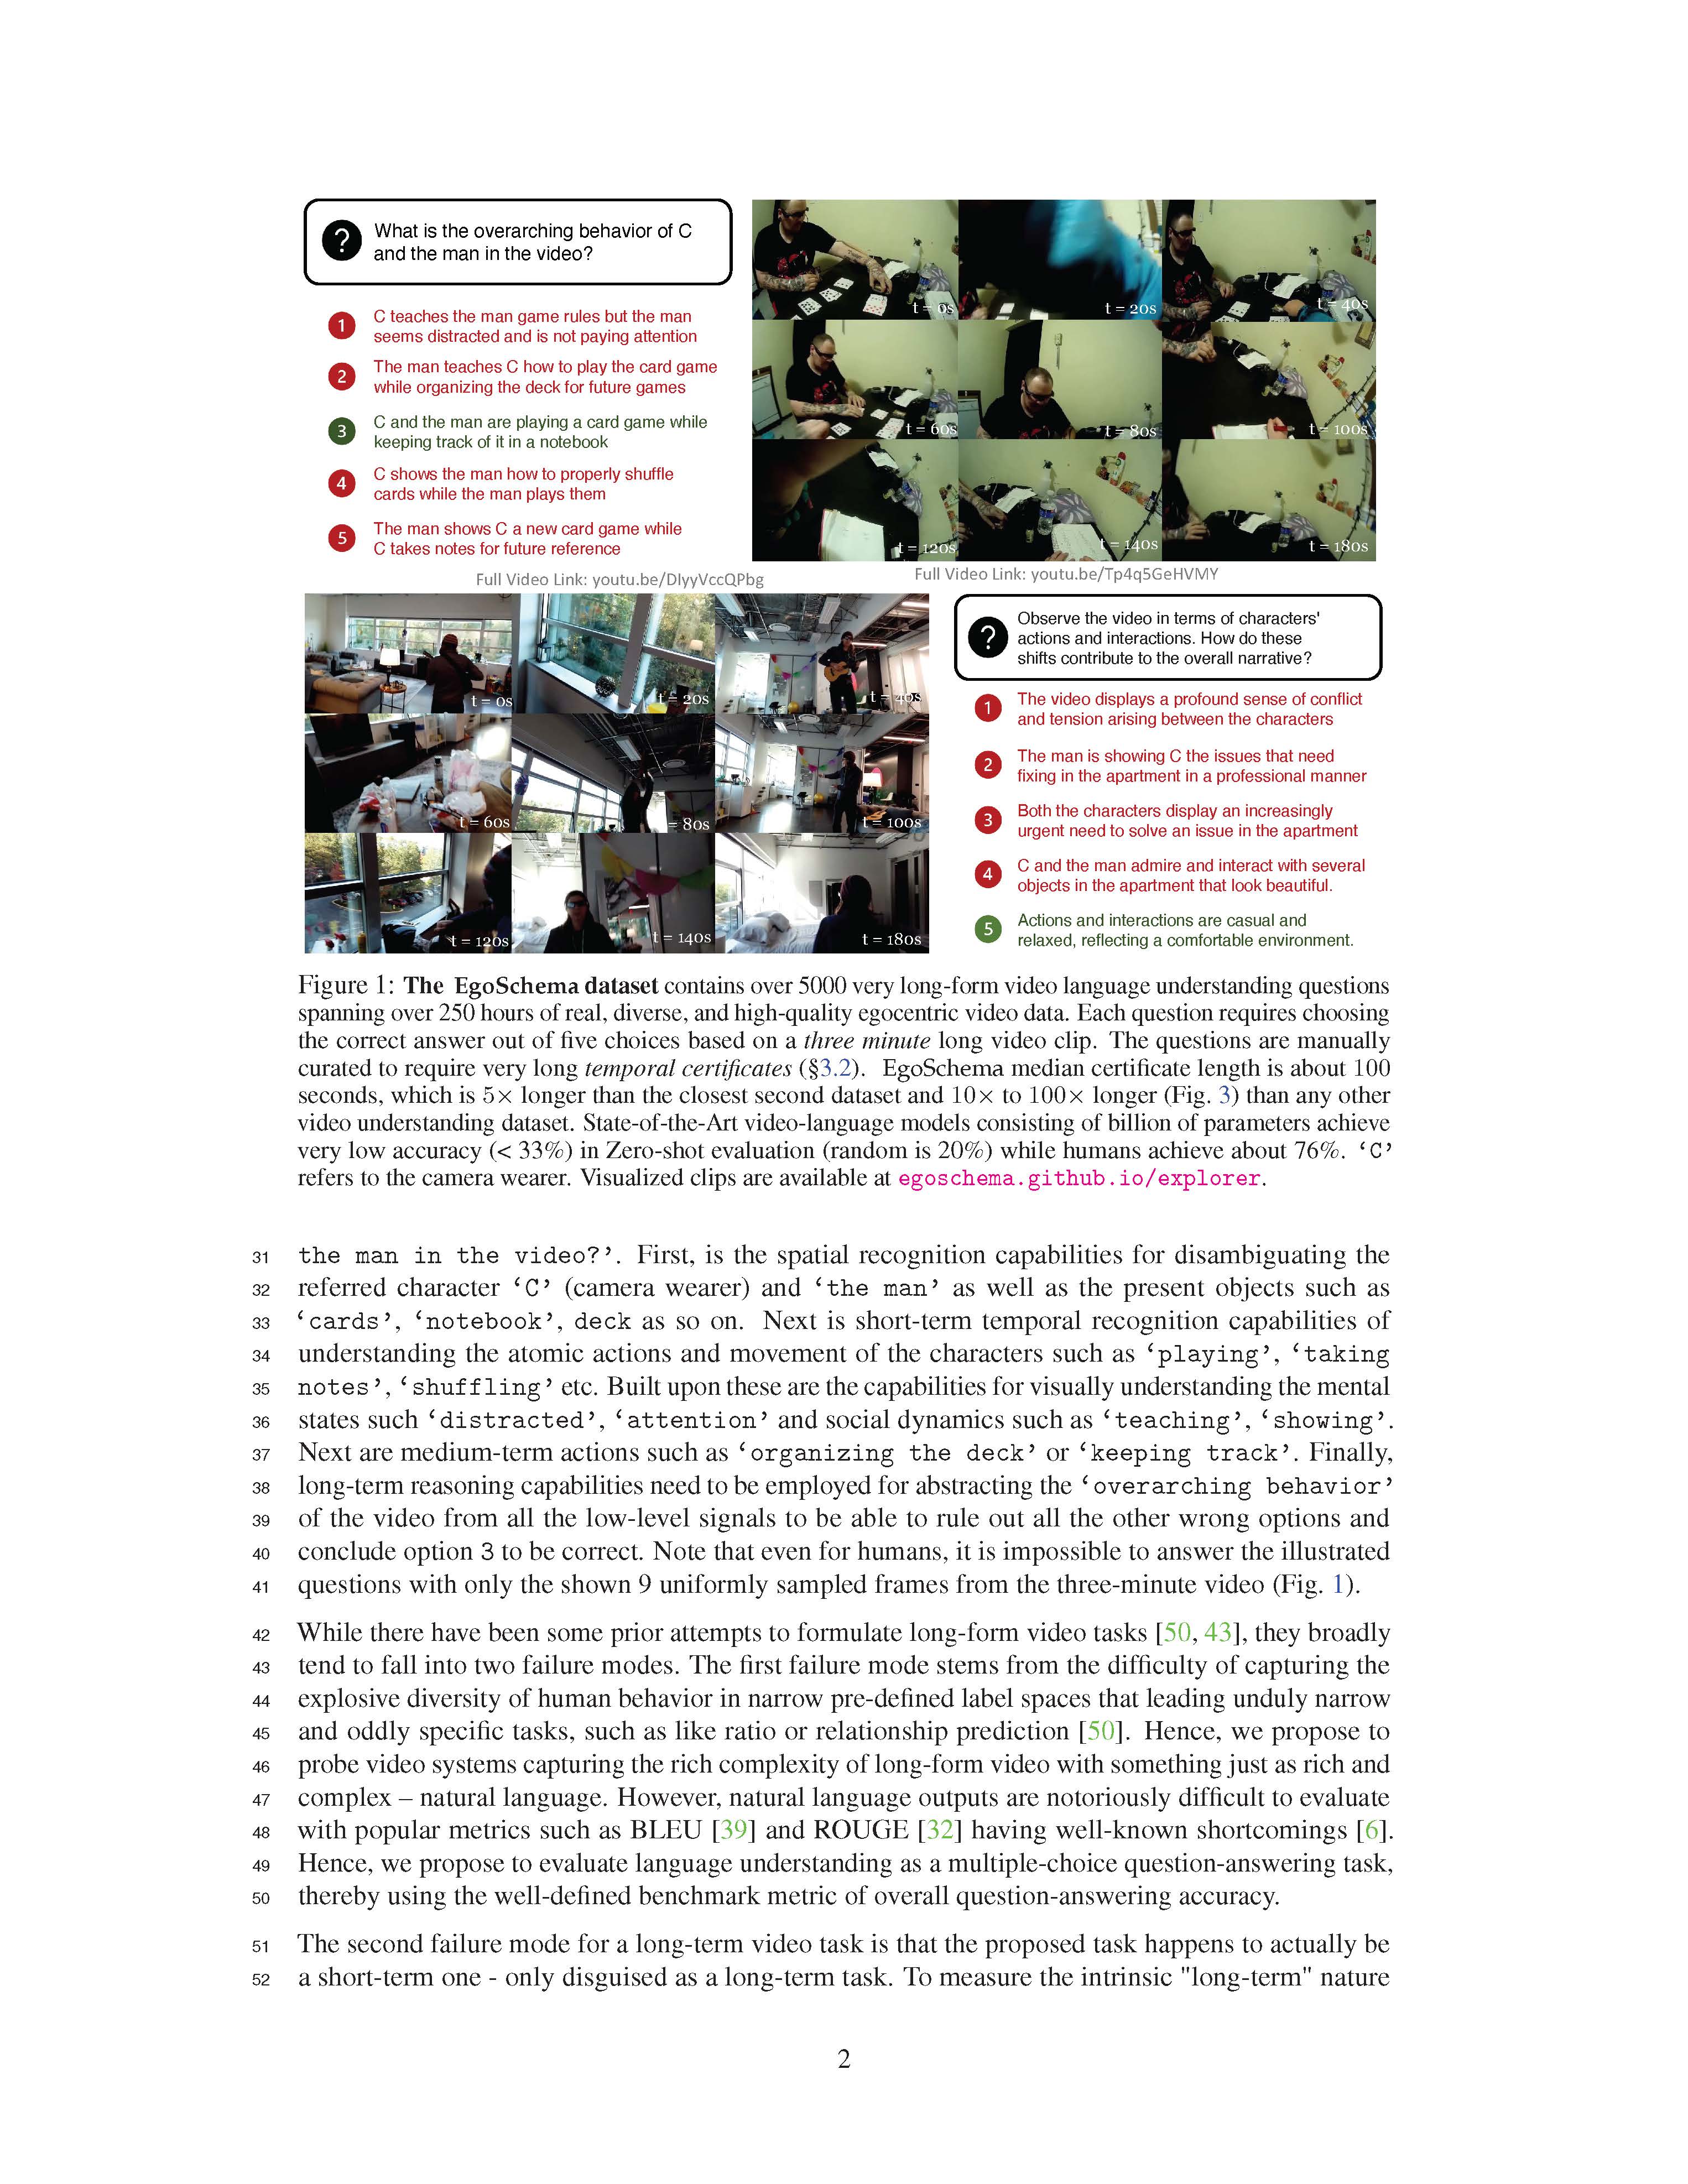 What is the overarching behavior of C
and the man in the video?
1 C teaches the man game rules but the man
seems distracted and is not paying attention
2 The man teaches C how to play the card game
while organizing the deck for future games
3 C and the man are playing a card game while
keeping track of it in a notebook
4 C shows the man how to properly shuffle
cards while the man plays them
5 The man shows C a new card game while
C takes notes for future reference
t = 0s
t = 20s
t = 40s
t = 60s
t = 80s
t = 100s
t = 120s
t = 140s
t = 180s
Full Video Link: youtu.be/DlyyVccQPbg
Full Video Link: youtu.be/Tp4q5GeHVMY
t = 0s
t = 20s
t = 40s
t = 60s
= 80s
t = 100s
t = 120s
t = 140s
t = 180s
?
Observe the video in terms of characters'
actions and interactions. How do these
shifts contribute to the overall narrative?
1 The video displays a profound sense of conflict
and tension arising between the characters
2 The man is showing C the issues that need
fixing in the apartment in a professional manner
3 Both the characters display an increasingly
urgent need to solve an issue in the apartment
4 C and the man admire and interact with several
objects in the apartment that look beautiful.
5 Actions and interactions are casual and
relaxed, reflecting a comfortable environment.
Figure 1: The EgoSchema dataset contains over 5000 very long-form video language understanding questions
spanning over 250 hours of real, diverse, and high-quality egocentric video data. Each question requires choosing
the correct answer out of five choices based on a three minute long video clip. The questions are manually
curated to require very long temporal certificates (§3.2). EgoSchema median certificate length is about 100
seconds, which is 5× longer than the closest second dataset and 10× to 100× longer (Fig. 3) than any other
video understanding dataset. State-of-the-Art video-language models consisting of billion of parameters achieve
very low accuracy (< 33%) in Zero-shot evaluation (random is 20%) while humans achieve about 76%. ‘C’
refers to the camera wearer. Visualized clips are available at egoschema.github.io/explorer.
31 the man in the video?’. First, is the spatial recognition capabilities for disambiguating the
32 referred character ‘C’ (camera wearer) and ‘the man’ as well as the present objects such as
33 ‘cards’, ‘notebook’, deck as so on. Next is short-term temporal recognition capabilities of
34 understanding the atomic actions and movement of the characters such as ‘playing’, ‘taking
35 notes’, ‘shuffling’ etc. Built upon these are the capabilities for visually understanding the mental
36 states such ‘distracted’, ‘attention’ and social dynamics such as ‘teaching’, ‘showing’.
37 Next are medium-term actions such as ‘organizing the deck’ or ‘keeping track’. Finally,
38 long-term reasoning capabilities need to be employed for abstracting the ‘overarching behavior’
39 of the video from all the low-level signals to be able to rule out all the other wrong options and
40 conclude option 3 to be correct. Note that even for humans, it is impossible to answer the illustrated
41 questions with only the shown 9 uniformly sampled frames from the three-minute video (Fig. 1).
42 While there have been some prior attempts to formulate long-form video tasks [50, 43], they broadly
43 tend to fall into two failure modes. The first failure mode stems from the difficulty of capturing the
44 explosive diversity of human behavior in narrow pre-defined label spaces that leading unduly narrow
45 and oddly specific tasks, such as like ratio or relationship prediction [50]. Hence, we propose to
46 probe video systems capturing the rich complexity of long-form video with something just as rich and
47 complex – natural language. However, natural language outputs are notoriously difficult to evaluate
48 with popular metrics such as BLEU [39] and ROUGE [32] having well-known shortcomings [6].
49 Hence, we propose to evaluate language understanding as a multiple-choice question-answering task,
50 thereby using the well-defined benchmark metric of overall question-answering accuracy.
51 The second failure mode for a long-term video task is that the proposed task happens to actually be
52 a short-term one - only disguised as a long-term task. To measure the intrinsic "long-term" nature
2